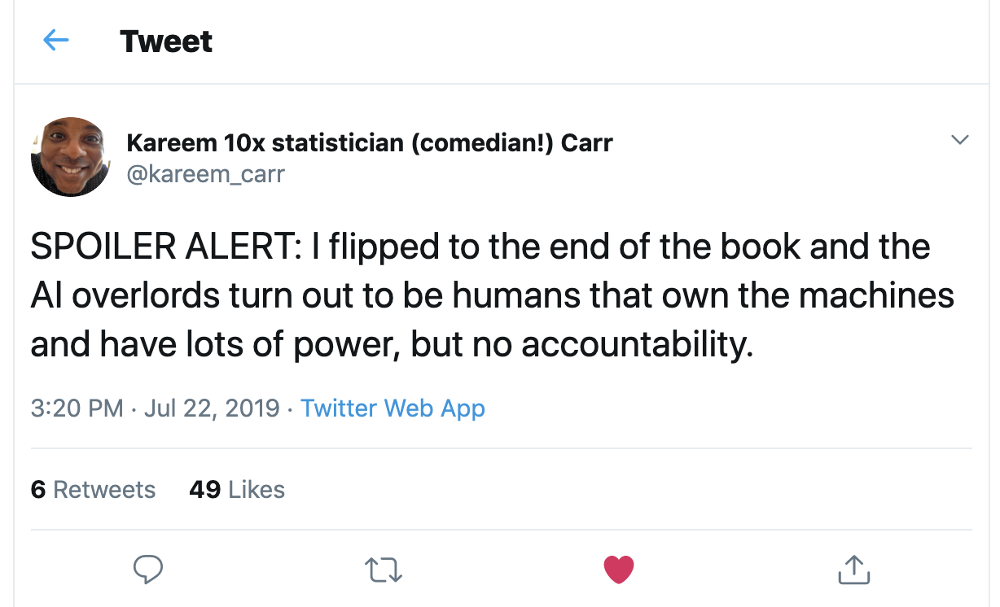 Tweet
Kareem 10x statistician (comedian!) Carr
@kareem_carr
SPOILER ALERT: I flipped to the end of the book and the
AI overlords turn out to be humans that own the machines
and have lots of power, but no accountability.
3:20 PM · Jul 22, 2019 · Twitter Web App
6 Retweets 49 Likes